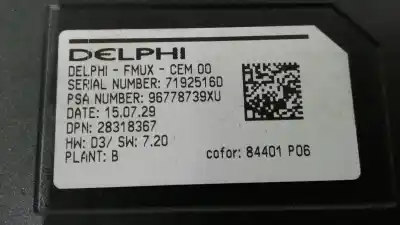 DELPHI
DELPHI - FMUX - CEM 00
SERIAL NUMBER: 7192516D
PSA NUMBER: 96778739XU
DATE: 15.07.29
DPN: 28318367
HW: D3/ SW: 7.20
PLANT: B
cofor: 84401 P06